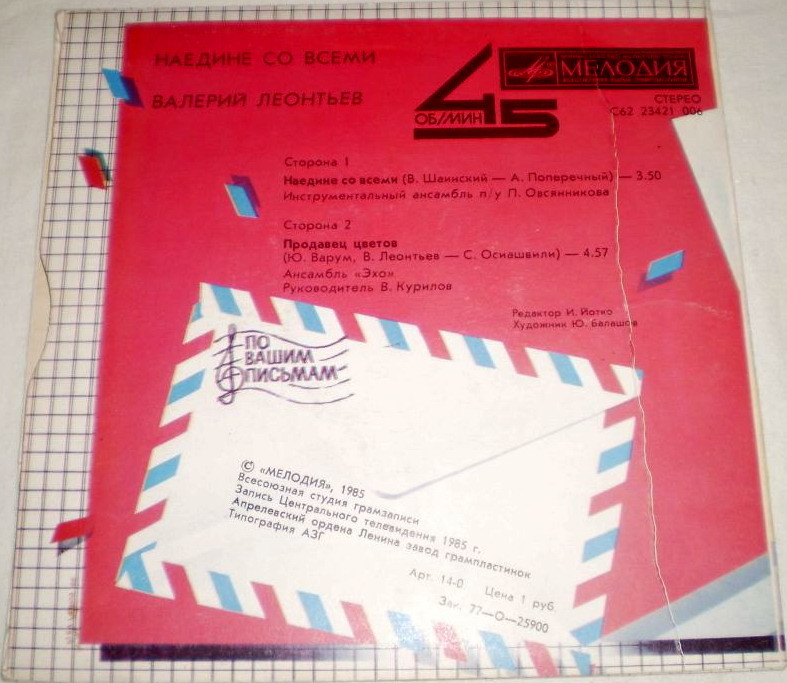 НАЕДИНЕ СО ВСЕМИ
ВАЛЕРИЙ ЛЕОНТЬЕВ
45
ОБ/МИН
МЕЛОДИЯ
СТЕРЕО
С62 23421 006
Сторона 1
Наедине со всеми (В. Шаинский — А. Поперечный) — 3.50
Инструментальный ансамбль п/у П. Овсянникова
Сторона 2
Продавец цветов
(Ю. Варум, В. Леонтьев — С. Осиашвили) — 4.57
Ансамбль «Эхо»
Руководитель В. Курилов
Редактор И. Йотко
Художник Ю. Балашов
ПО
ВАШИМ
ПИСЬМАМ
© «МЕЛОДИЯ», 1985
Всесоюзная студия грамзаписи
Запись Центрального телевидения 1985 г.
Апрелевский ордена Ленина завод грампластинок
Типография АЗГ
Арт. 14-0 Цена 1 руб.
Зак. 77—О—25900